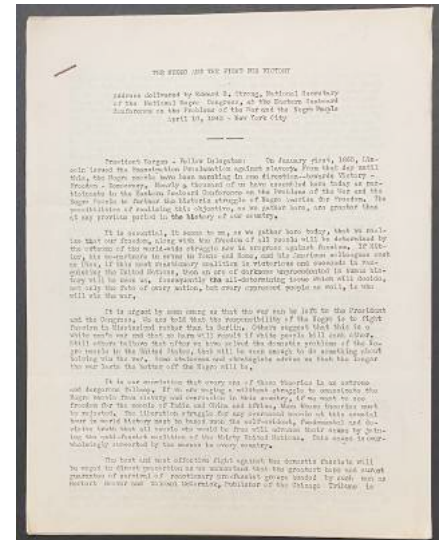 THE NEGRO AND THE FIGHT FOR VICTORY
Address delivered by Edward E. Strong, National Secretary
of the National Negro Congress, at the Eastern Seaboard
Conference on the Problems of the War and the Negro People
April 10, - New York City
President Morgan - Fellow Delegates: On January first, 1863, Lin-
coln issued the Emancipation Proclamation against slavery. From that day until
this, the Negro people have been marching in one direction--towards Victory -
Freedom - Democracy. Nearly a thousand of us have assembled here today as par-
ticipants in the Eastern Seaboard Conference on the Problems of the War and the
Negro People to further the historic struggle of Negro America for freedom. The
possibilities of realizing this objective, as we gather here, are greater than
at any previous period in the history of our country.
It is essential, it seems to me, as we gather here today, that we real-
ize that our freedom, along with the freedom of all people will be determined by
the outcome of the world-wide struggle now in progress against fascism. If Hit-
ler, his co-partners in crime in Tokio and Rome, and his American colleagues
this most reactionary coalition is victorious and succeeds in van-
quishing the United Nations, then an era of darkness unprecedented in human his-
tory will be upon us. Consequently the all-determining issue which will decide,
not only the fate of every nation, but every oppressed people as well, is who
will win the war.
It is argued by some among us that the war can be left to the President
and the Congress. We are told that the responsibility of the Negro is to fight
fascism in Mississippi rather than in Berlin. Others suggest that this is a
white man's war and that no harm will result if white people kill each other.
Still others believe that after we have solved the domestic problems of the Ne-
gro people in the United States, that will be soon enough to do something about
helping win the war. Some statesmen and strategists advise us that the longer
the war lasts the better off the Negro will be.
It is our conviction that every one of these theories is an extreme
and dangerous fallacy. If we are waging a struggle to emancipate the
Negro people from slavery and oppression in this country, if we want to see
freedom for the people of India and China and Africa, then these theories must
be rejected. The liberation struggle for any oppressed people at this crucial
hour in world history must be based upon the self-evident, fundamental and de-
cisive truth that all people who would be free will advance their cause by join-
ing the anti-fascist coalition of the thirty United Nations. This cause is over-
whelmingly supported by the masses in every country.
The best and most effective fight against the domestic fascists will
be waged in direct proportion as we understand that the greatest hope and surest
guarantee of survival of reactionary pro-fascist groups headed by such men as
Herbert Hoover and Colonel McCormick, Publisher of the Chicago Tribune is